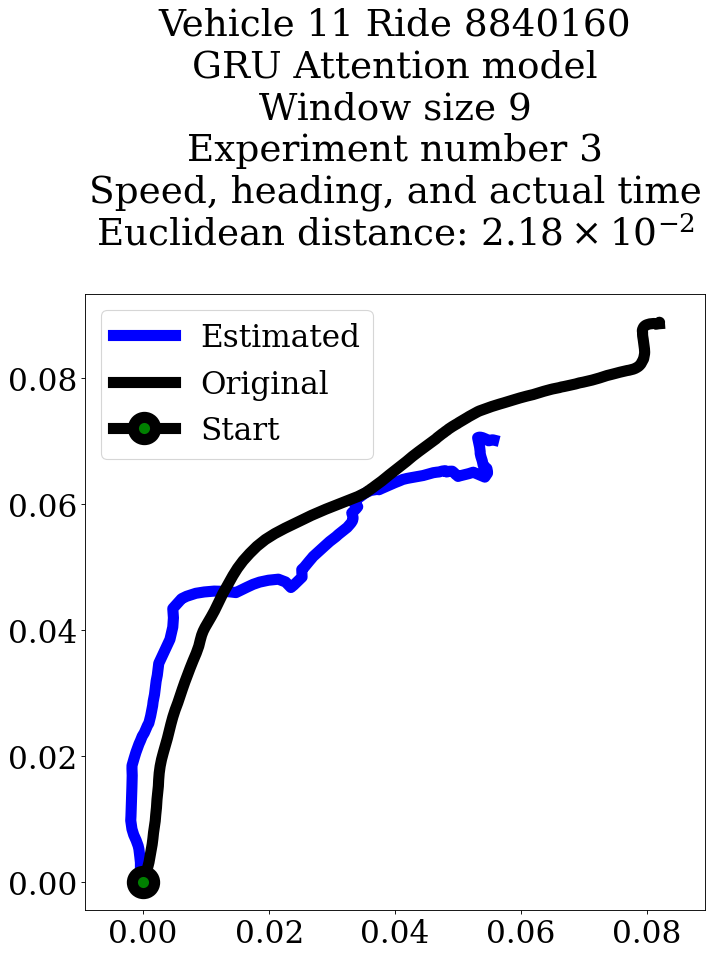 Vehicle 11 Ride 8840160
GRU Attention model
Window size 9
Experiment number 3
Speed, heading, and actual time
Euclidean distance: 2.18 × 10⁻²
Estimated
Original
Start
0.08
0.06
0.04
0.02
0.00
0.00 0.02 0.04 0.06 0.08